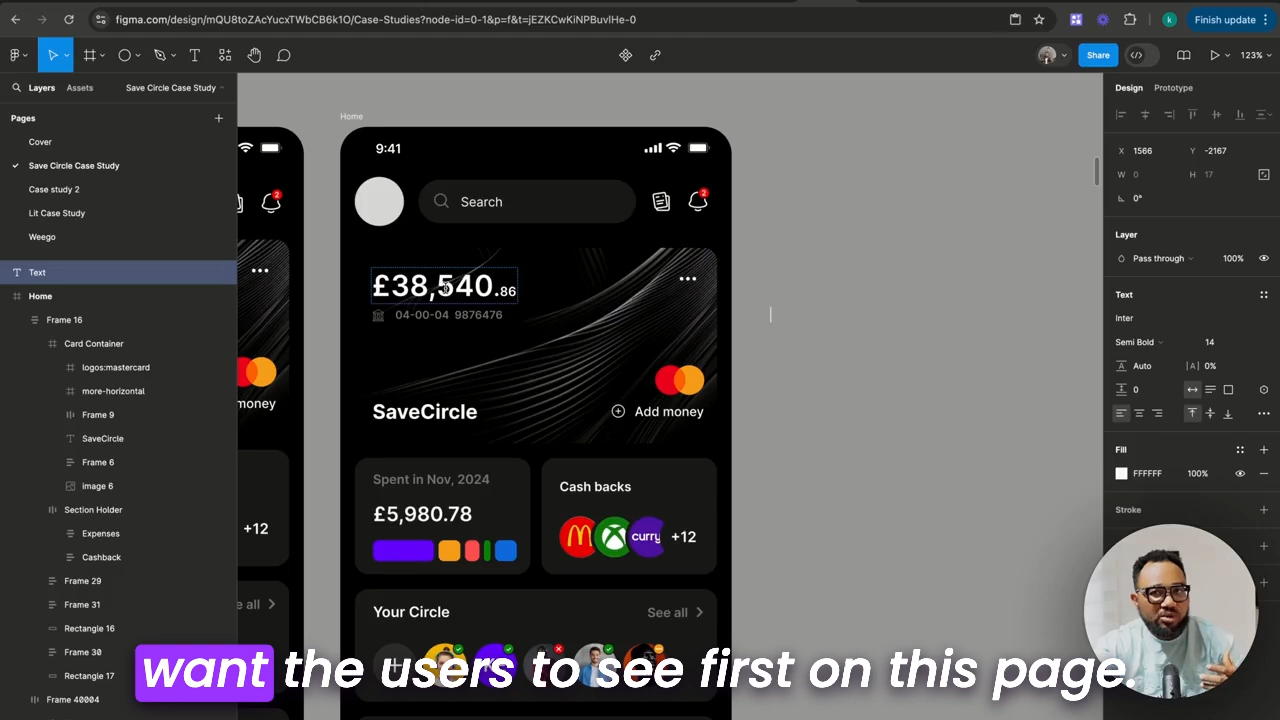 figma.com/design/mQU8toZAcYucxTWbCB6k1O/Case-Studies?node-id=0-1&p=f&t=jEZKCwKiNPBuvIHe-0
k
Finish update
Share
123%
Layers
Assets
Save Circle Case Study
Design
Prototype
Pages
Cover
Save Circle Case Study
Case study 2
Lit Case Study
Weego
Text
Home
Frame 16
Card Container
logos:mastercard
more-horizontal
Frame 9
SaveCircle
Frame 6
image 6
Section Holder
Expenses
Cashback
Frame 29
Frame 31
Rectangle 16
Frame 30
Rectangle 17
Frame 40004
2
money
+12
e all
Home
9:41
Search
2
£38,540.86
04-00-04 9876476
SaveCircle
Add money
Spent in Nov, 2024
£5,980.78
Cash backs
curry
+12
Your Circle
See all
X 1566
Y -2167
W 0
H 17
0°
Layer
Pass through
100%
Text
Inter
Semi Bold
14
Auto
0%
0
Fill
FFFFFF
100%
Stroke
want the users to see first on this page.